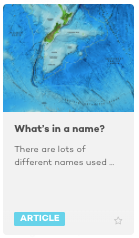 What's in a name?
There are lots of
different names used ...
ARTICLE